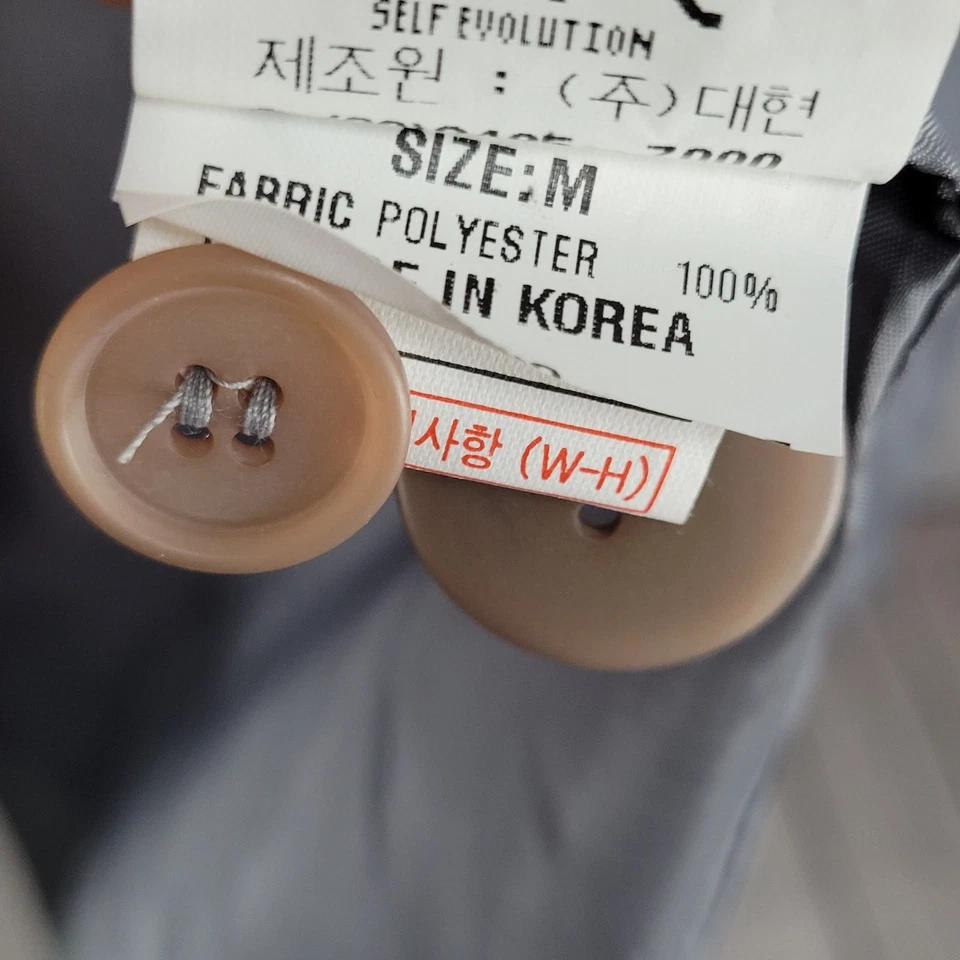 SELF EVOLUTION
제조원 : (주)대현
SIZE:M
FABRIC POLYESTER 100%
IN KOREA
사항 (W-H)